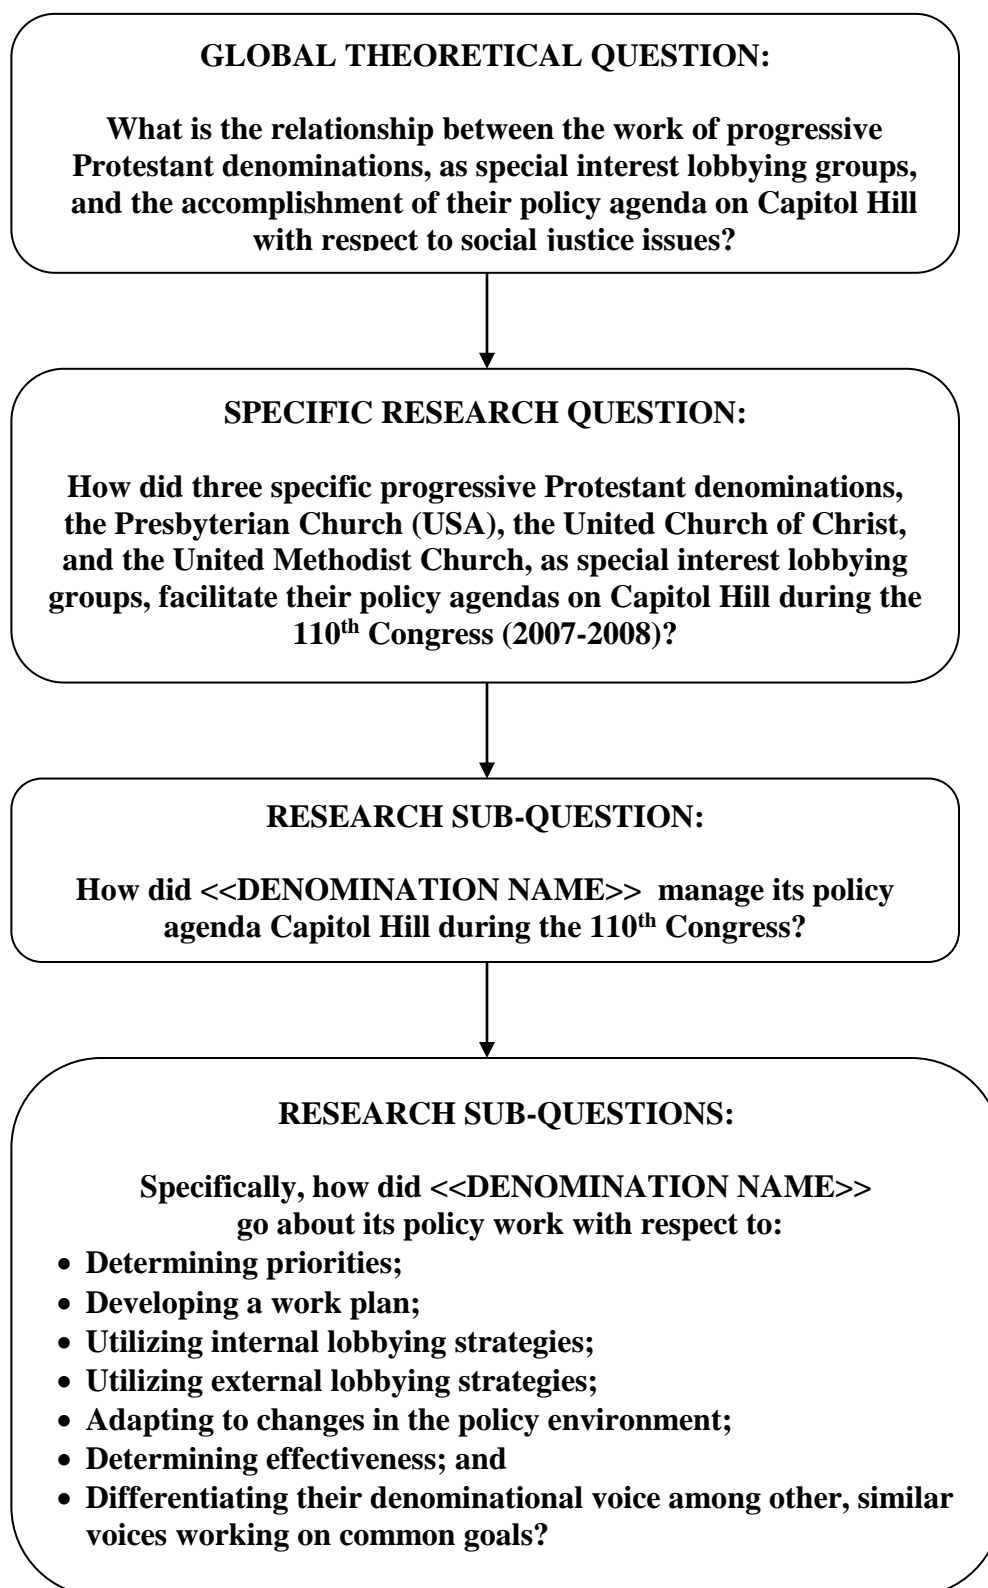 GLOBAL THEORETICAL QUESTION:
What is the relationship between the work of progressive
Protestant denominations, as special interest lobbying groups,
and the accomplishment of their policy agenda on Capitol Hill
with respect to social justice issues?
SPECIFIC RESEARCH QUESTION:
How did three specific progressive Protestant denominations,
the Presbyterian Church (USA), the United Church of Christ,
and the United Methodist Church, as special interest lobbying
groups, facilitate their policy agendas on Capitol Hill during the
110th Congress (2007-2008)?
RESEARCH SUB-QUESTION:
How did <<DENOMINATION NAME>> manage its policy
agenda Capitol Hill during the 110th Congress?
RESEARCH SUB-QUESTIONS:
Specifically, how did <<DENOMINATION NAME>>
go about its policy work with respect to:
• Determining priorities;
• Developing a work plan;
• Utilizing internal lobbying strategies;
• Utilizing external lobbying strategies;
• Adapting to changes in the policy environment;
• Determining effectiveness; and
• Differentiating their denominational voice among other, similar
voices working on common goals?